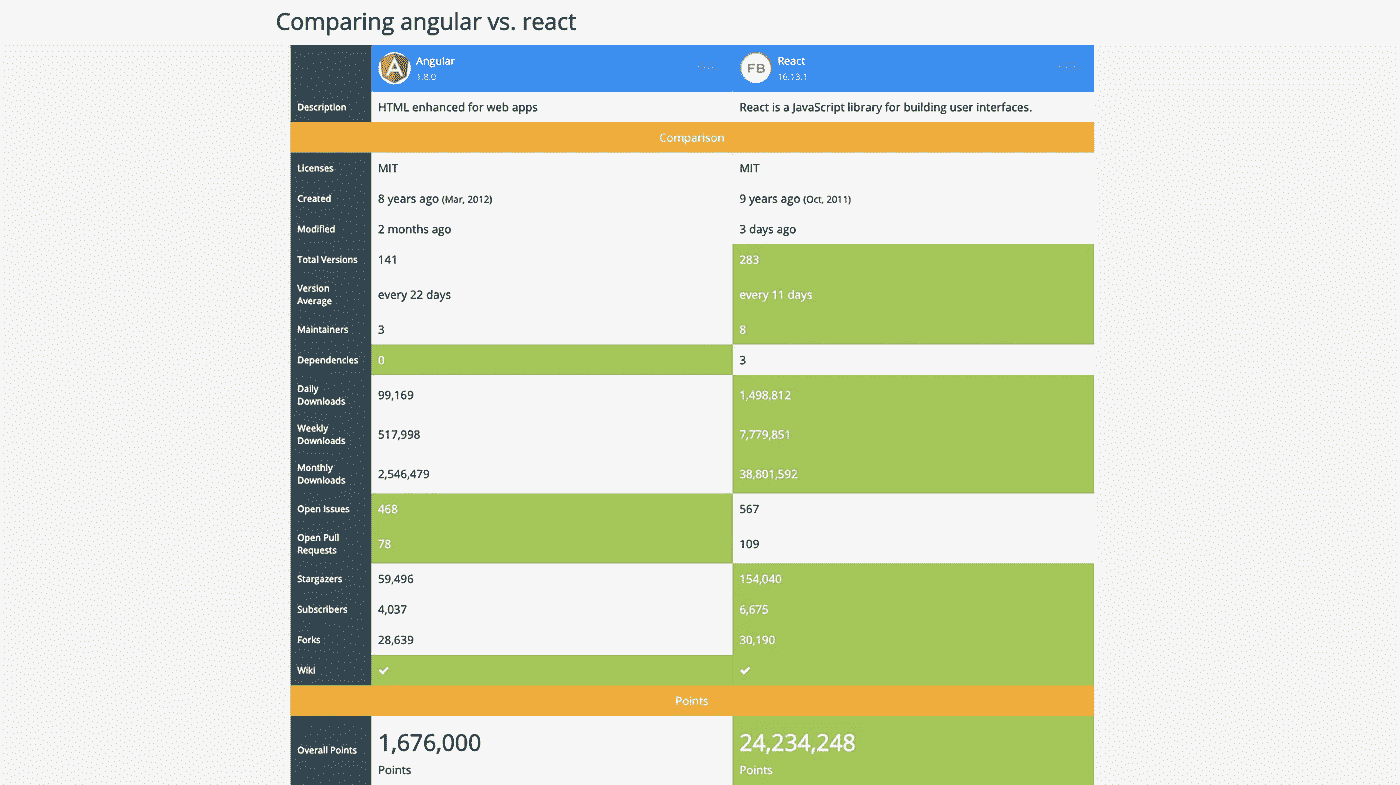 Comparing angular vs. react
Angular
1.8.0
FB
React
16.13.1
Description
HTML enhanced for web apps
React is a JavaScript library for building user interfaces.
Comparison
Licenses
MIT
MIT
Created
8 years ago (Mar, 2012)
9 years ago (Oct, 2011)
Modified
2 months ago
3 days ago
Total Versions
141
283
Version
Average
every 22 days
every 11 days
Maintainers
3
8
Dependencies
0
3
Daily
Downloads
99,169
1,498,812
Weekly
Downloads
517,998
7,779,851
Monthly
Downloads
2,546,479
38,801,592
Open Issues
468
567
Open Pull
Requests
78
109
Stargazers
59,496
154,040
Subscribers
4,037
6,675
Forks
28,639
30,190
Wiki
Points
Overall Points
1,676,000
Points
24,234,248
Points